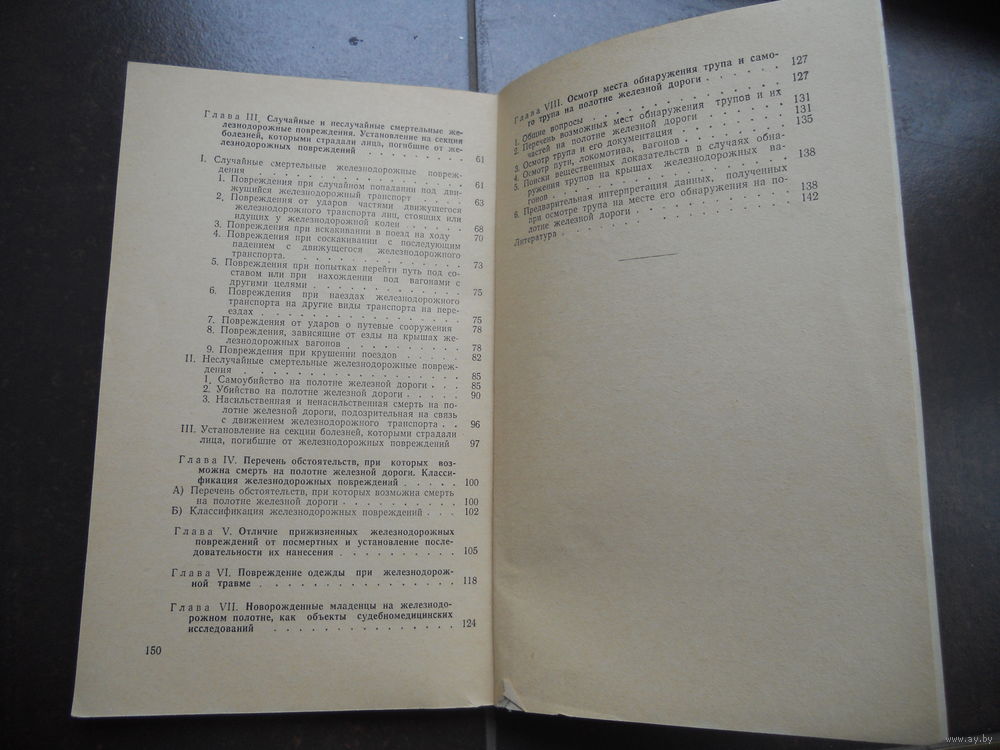 Глава III. Случайные и неслучайные смертельные же-
лезнодорожные повреждения. Установление на секции
болезней, которыми страдали лица, погибшие от же-
лезнодорожных повреждений . . . . . . . . 61
I. Случайные смертельные железнодорожные повреж-
дения . . . . . . . . . . . . . 61
1. Повреждения при случайном попадании под дви-
жущийся железнодорожный транспорт . . . 63
2. Повреждения от ударов частями движущегося
железнодорожного транспорта лиц, стоящих или
идущих у железнодорожной колеи . . . . . 68
3. Повреждения при вскакивании в поезд на ходу 70
4. Повреждения при соскакивании с последующим
падением с движущегося железнодорожного
транспорта. . . . . . . . . . . 73
5. Повреждения при попытках перейти путь под со-
ставом или при нахождении под вагонами с
другими целями . . . . . . . . . 75
6. Повреждения при наездах железнодорожного
транспорта на другие виды транспорта на пере-
ездах . . . . . . . . . . . . 75
7. Повреждения от ударов о путевые сооружения 78
8. Повреждения, зависящие от езды на крышах же-
лезнодорожных вагонов . . . . . . . 78
9. Повреждения при крушении поездов . . . . 82
II. Неслучайные смертельные железнодорожные повреж-
дения . . . . . . . . . . . . . 85
1. Самоубийство на полотне железной дороги . . . 85
2. Убийство на полотне железной дороги . . . . 90
3. Насильственная и ненасильственная смерть на по-
лотне железной дороги, подозрительная на связь
с движением железнодорожного транспорта . . 96
III. Установление на секции болезней, которыми страдали
лица, погибшие от железнодорожных повреждений 97
Глава IV. Перечень обстоятельств, при которых воз-
можна смерть на полотне железной дороги. Класси-
фикация железнодорожных повреждений . . . . . 100
А) Перечень обстоятельств, при которых возможна смерть
на полотне железной дороги . . . . . . . . 100
Б) Классификация железнодорожных повреждений . . . 102
Глава V. Отличие прижизненных железнодорожных
повреждений от посмертных и установление после-
довательности их нанесения . . . . . . . . . 105
Глава VI. Повреждение одежды при железнодорож-
ной травме . . . . . . . . . . . . . 118
Глава VII. Новорожденные младенцы на железнодо-
рожном полотне, как объекты судебномедицинских
исследований . . . . . . . . . . . . . 124
150
Глава VIII. Осмотр места обнаружения трупа и само-
го трупа на полотне железной дороги . . . . . 127
1. Общие вопросы . . . . . . . . . . 127
2. Перечень возможных мест обнаружения трупов и их
частей на полотне железной дороги . . . . . 131
3. Осмотр трупа и его документация . . . . . 131
4. Осмотр пути, локомотива, вагонов . . . . . 135
5. Поиски вещественных доказательств в случаях обна-
ружения трупов на крышах железнодорожных ва-
гонов . . . . . . . . . . . . . 138
6. Предварительная интерпретация данных, полученных
при осмотре трупа на месте его обнаружения на по-
лотне железной дороги . . . . . . . . . 138
Литература . . . . . . . . . . . . . 142
www.ay.by